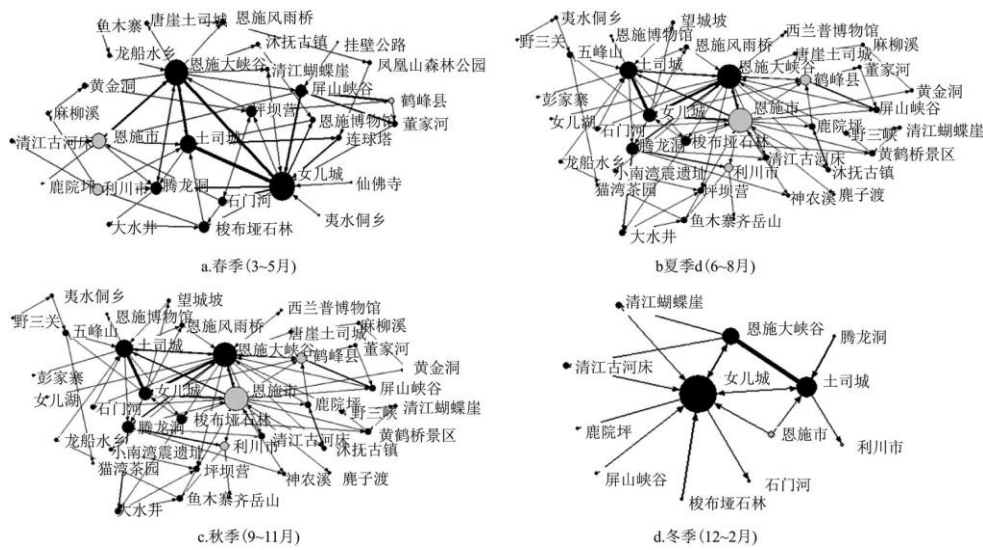 鱼木寨
唐崖土司城
恩施风雨桥
龙船水乡
沐抚古镇
挂壁公路
恩施大峡谷
清江蝴蝶崖
凤凰山森林公园
黄金洞
屏山峡谷
坪坝营
鹤峰县
麻柳溪
恩施博物馆
董家河
清江古河床
恩施市
土司城
连球塔
女儿城
鹿院坪
利川市
腾龙洞
仙佛寺
石门河
夷水侗乡
大水井
梭布垭石林
a.春季(3~5月)
夷水侗乡
望城坡
西兰普博物馆
野三关
恩施博物馆
恩施风雨桥
唐崖土司城
麻柳溪
五峰山
土司城
恩施大峡谷
鹤峰县
董家河
黄金洞
彭家寨
女儿湖
女儿城
恩施市
屏山峡谷
石门河
鹿院坪
野三峡
清江蝴蝶崖
腾龙洞
梭布垭石林
黄鹤桥景区
龙船水乡
小南湾震遗址
利川市
清江古河床
沐抚古镇
猫湾茶园
坪坝营
神农溪
鹿子渡
大水井
鱼木寨
齐岳山
b夏季d(6~8月)
夷水侗乡
望城坡
西兰普博物馆
野三关
恩施博物馆
恩施风雨桥
唐崖土司城
麻柳溪
五峰山
土司城
恩施大峡谷
鹤峰县
董家河
黄金洞
彭家寨
女儿湖
女儿城
恩施市
屏山峡谷
石门河
鹿院坪
野三峡
清江蝴蝶崖
腾龙洞
梭布垭石林
黄鹤桥景区
龙船水乡
小南湾震遗址
利川市
清江古河床
沐抚古镇
猫湾茶园
坪坝营
神农溪
鹿子渡
大水井
鱼木寨
齐岳山
c.秋季(9~11月)
清江蝴蝶崖
恩施大峡谷
腾龙洞
清江古河床
女儿城
土司城
鹿院坪
恩施市
利川市
屏山峡谷
石门河
梭布垭石林
d.冬季(12~2月)